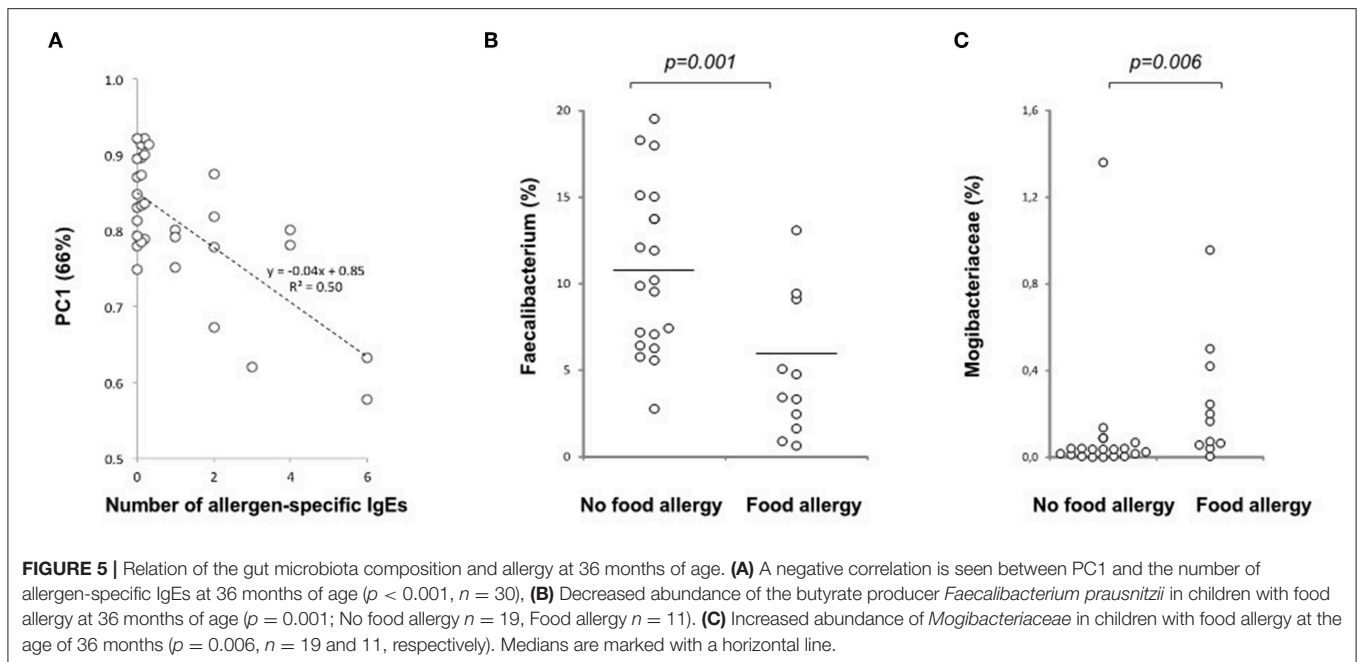 A
B
C
p=0.001
p=0.006
1.0
0.9
0.8
0.7
0.6
0.5
PC1 (66%)
y = -0.04x + 0.85
R² = 0.50
0
2
4
6
Number of allergen-specific IgEs
20
15
10
5
0
Faecalibacterium (%)
No food allergy
Food allergy
1,6
1,2
0,8
0,4
0,0
Mogibacteriaceae (%)
No food allergy
Food allergy
FIGURE 5 | Relation of the gut microbiota composition and allergy at 36 months of age. (A) A negative correlation is seen between PC1 and the number of
allergen-specific IgEs at 36 months of age (p < 0.001, n = 30), (B) Decreased abundance of the butyrate producer Faecalibacterium prausnitzii in children with food
allergy at 36 months of age (p = 0.001; No food allergy n = 19, Food allergy n = 11). (C) Increased abundance of Mogibacteriaceae in children with food allergy at the
age of 36 months (p = 0.006, n = 19 and 11, respectively). Medians are marked with a horizontal line.